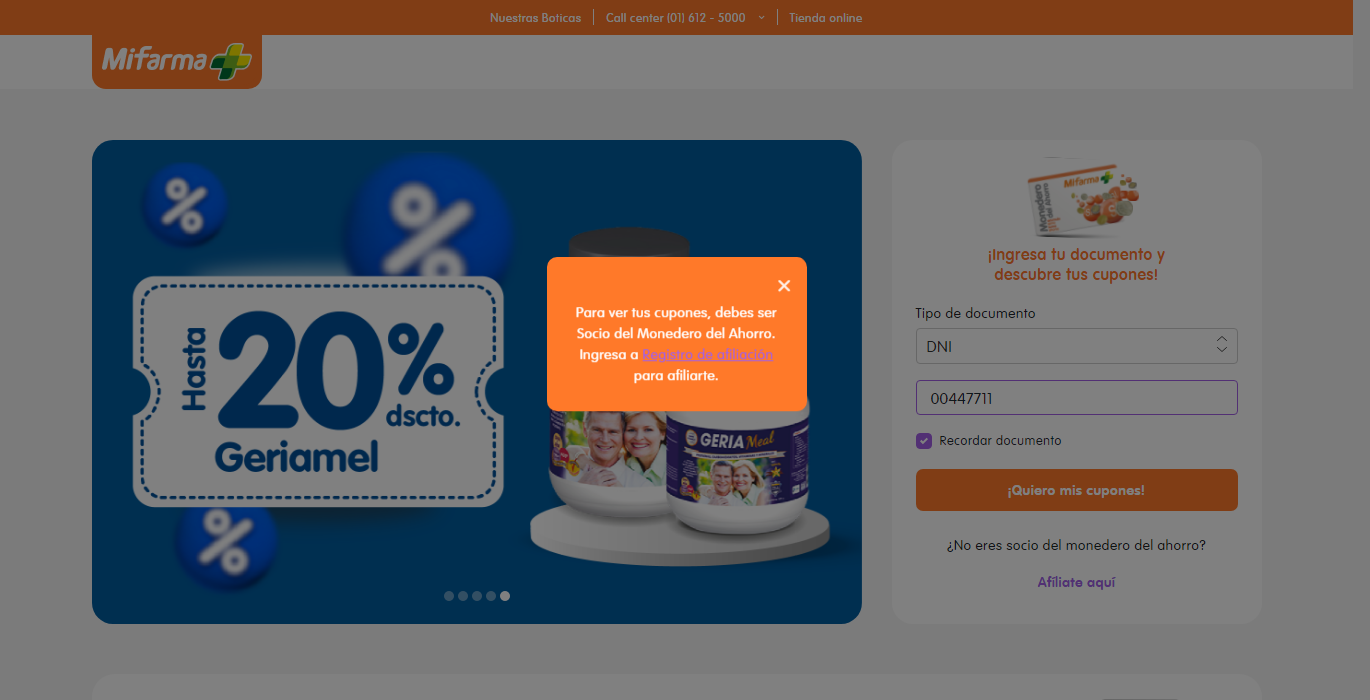 Nuestras Boticas
Call center (01) 612 - 5000
Tienda online
Mifarma
%
%
%
Hasta
20%
dscto.
Geriamel
GERIA Meal
Para ver tus cupones, debes ser
Socio del Monedero del Ahorro.
Ingresa a Registro de afiliación
para afiliarte.
Monedero
del Ahorro
Mifarma
¡Ingresa tu documento y
descubre tus cupones!
Tipo de documento
DNI
00447711
Recordar documento
¡Quiero mis cupones!
¿No eres socio del monedero del ahorro?
Afíliate aquí